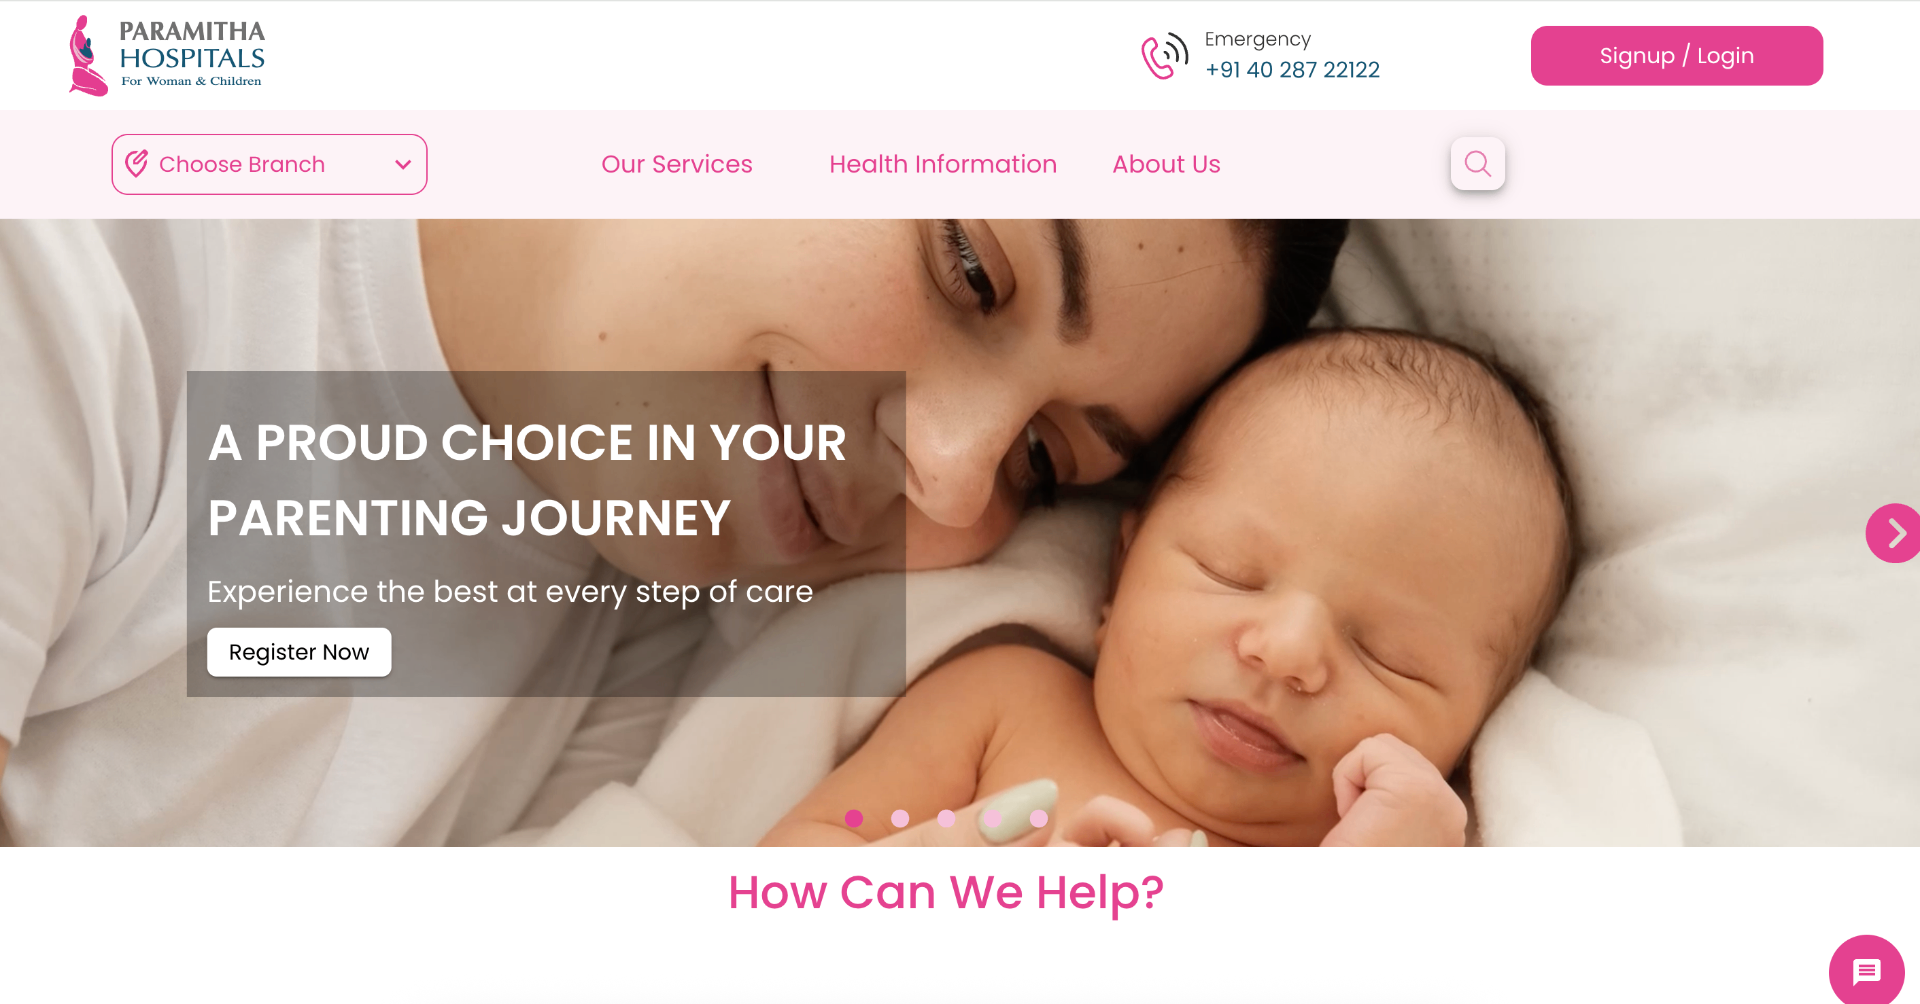 PARAMITHA
HOSPITALS
For Woman & Children
Emergency
+91 40 287 22122
Signup / Login
Choose Branch
Our Services
Health Information
About Us
A PROUD CHOICE IN YOUR
PARENTING JOURNEY
Experience the best at every step of care
Register Now
How Can We Help?